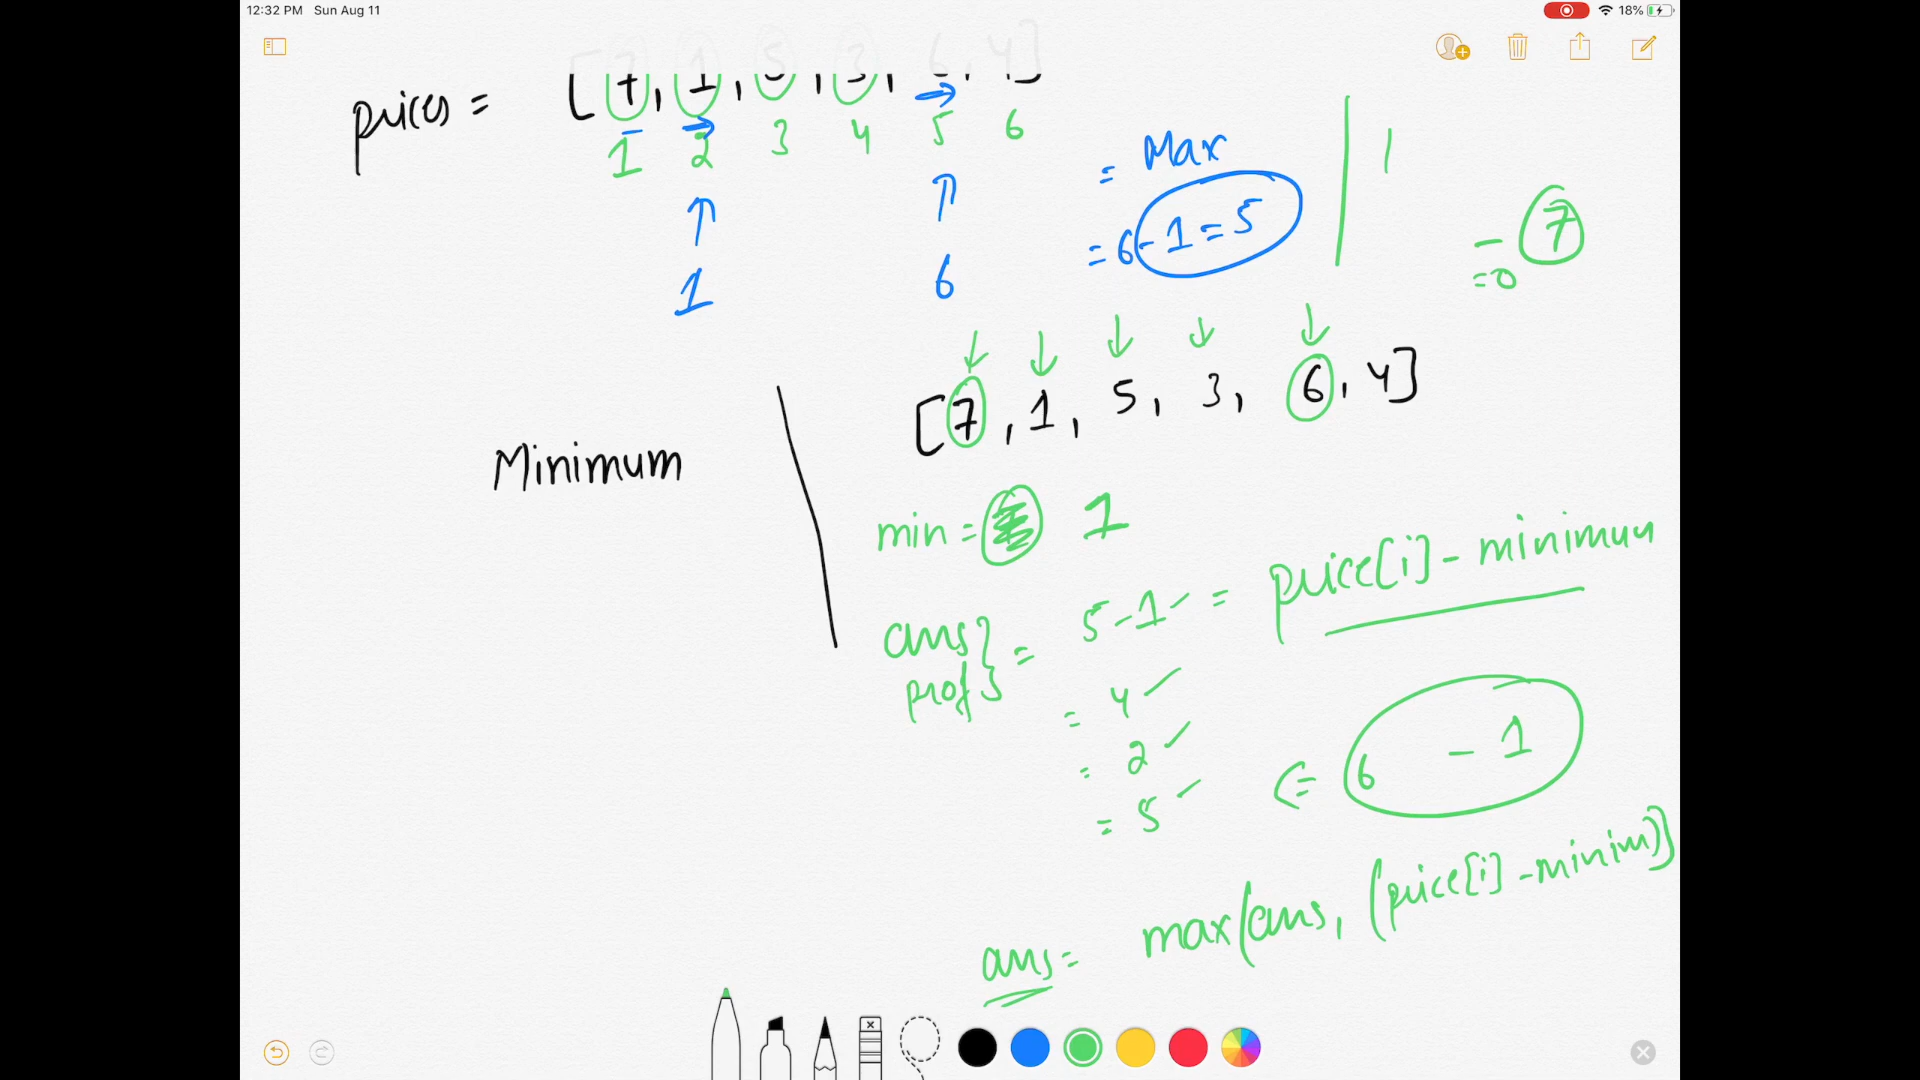 12:32 PM Sun Aug 11
18%
prices = [7, 1, 5, 3, 6, 4]
1 2 3 4 5 6
= Max
= 6 - 1 = 5
1
- 7
= 0
1 6
[7, 1, 5, 3, 6, 4]
Minimum
min = 1
5 - 1 = price[i] - minimum
ans } =
prof }
= 4
= 2
= 5 <= 6 - 1
ans = max(ans, (price[i] - minim))